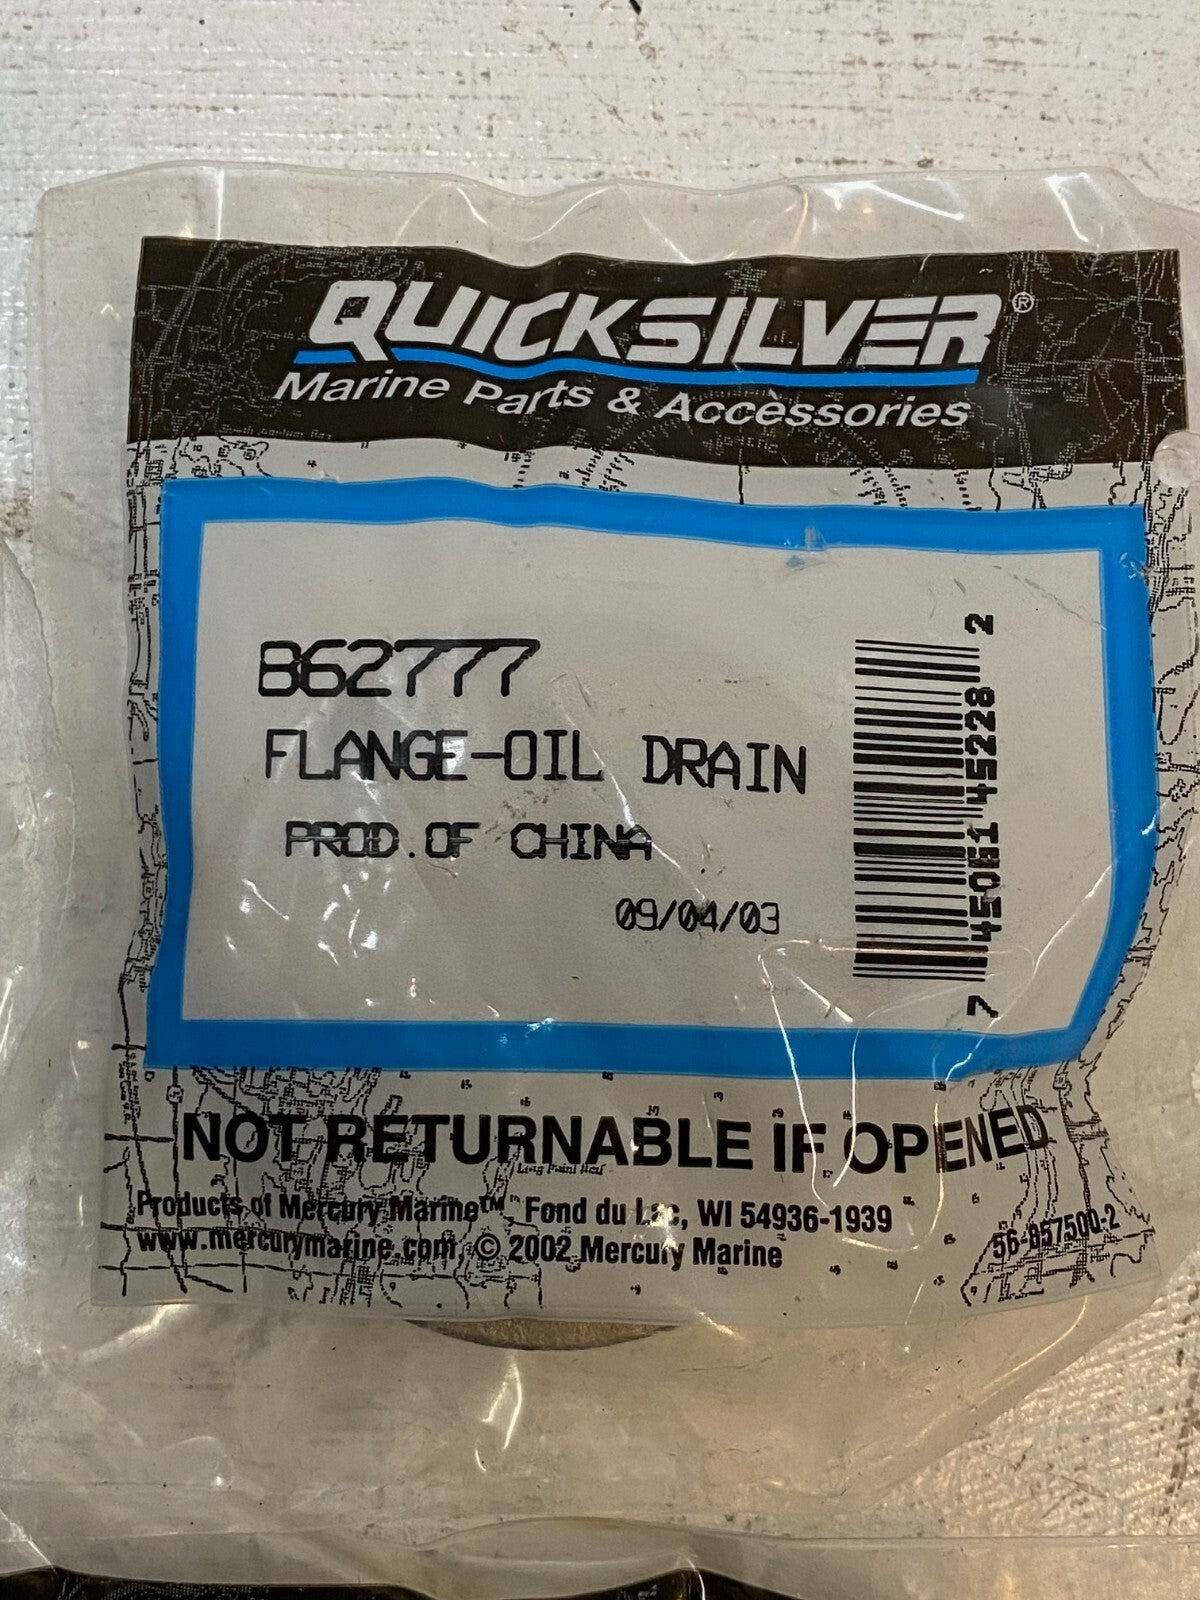 QUICKSILVER®
Marine Parts & Accessories
862777
FLANGE-OIL DRAIN
PROD. OF CHINA
09/04/03
7 45061 45228 2
NOT RETURNABLE IF OPENED
Products of Mercury Marine™, Fond du Lac, WI 54936-1939
www.mercurymarine.com, © 2002 Mercury Marine
56-857500-2